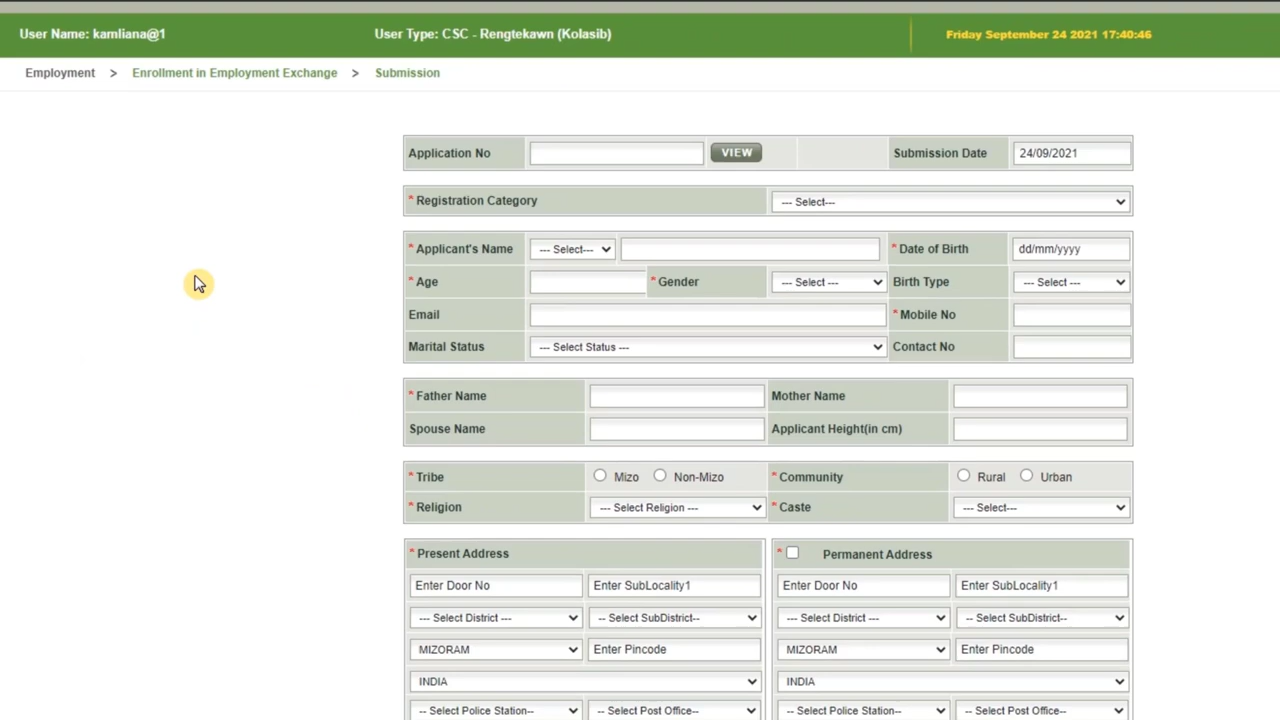 User Name: kamliana@1 User Type: CSC - Rengtekawn (Kolasib) Friday September 24 2021 17:40:46
Employment > Enrollment in Employment Exchange > Submission
Application No VIEW Submission Date 24/09/2021
* Registration Category --- Select---
* Applicant's Name --- Select--- * Date of Birth dd/mm/yyyy
* Age * Gender --- Select --- Birth Type --- Select ---
Email * Mobile No
Marital Status --- Select Status --- Contact No
* Father Name Mother Name
Spouse Name Applicant Height(in cm)
* Tribe Mizo Non-Mizo * Community Rural Urban
* Religion --- Select Religion --- * Caste --- Select---
* Present Address * Permanent Address
Enter Door No Enter SubLocality1 Enter Door No Enter SubLocality1
--- Select District --- -- Select SubDistrict-- --- Select District --- -- Select SubDistrict--
MIZORAM Enter Pincode MIZORAM Enter Pincode
INDIA INDIA
-- Select Police Station-- -- Select Post Office-- -- Select Police Station-- -- Select Post Office--